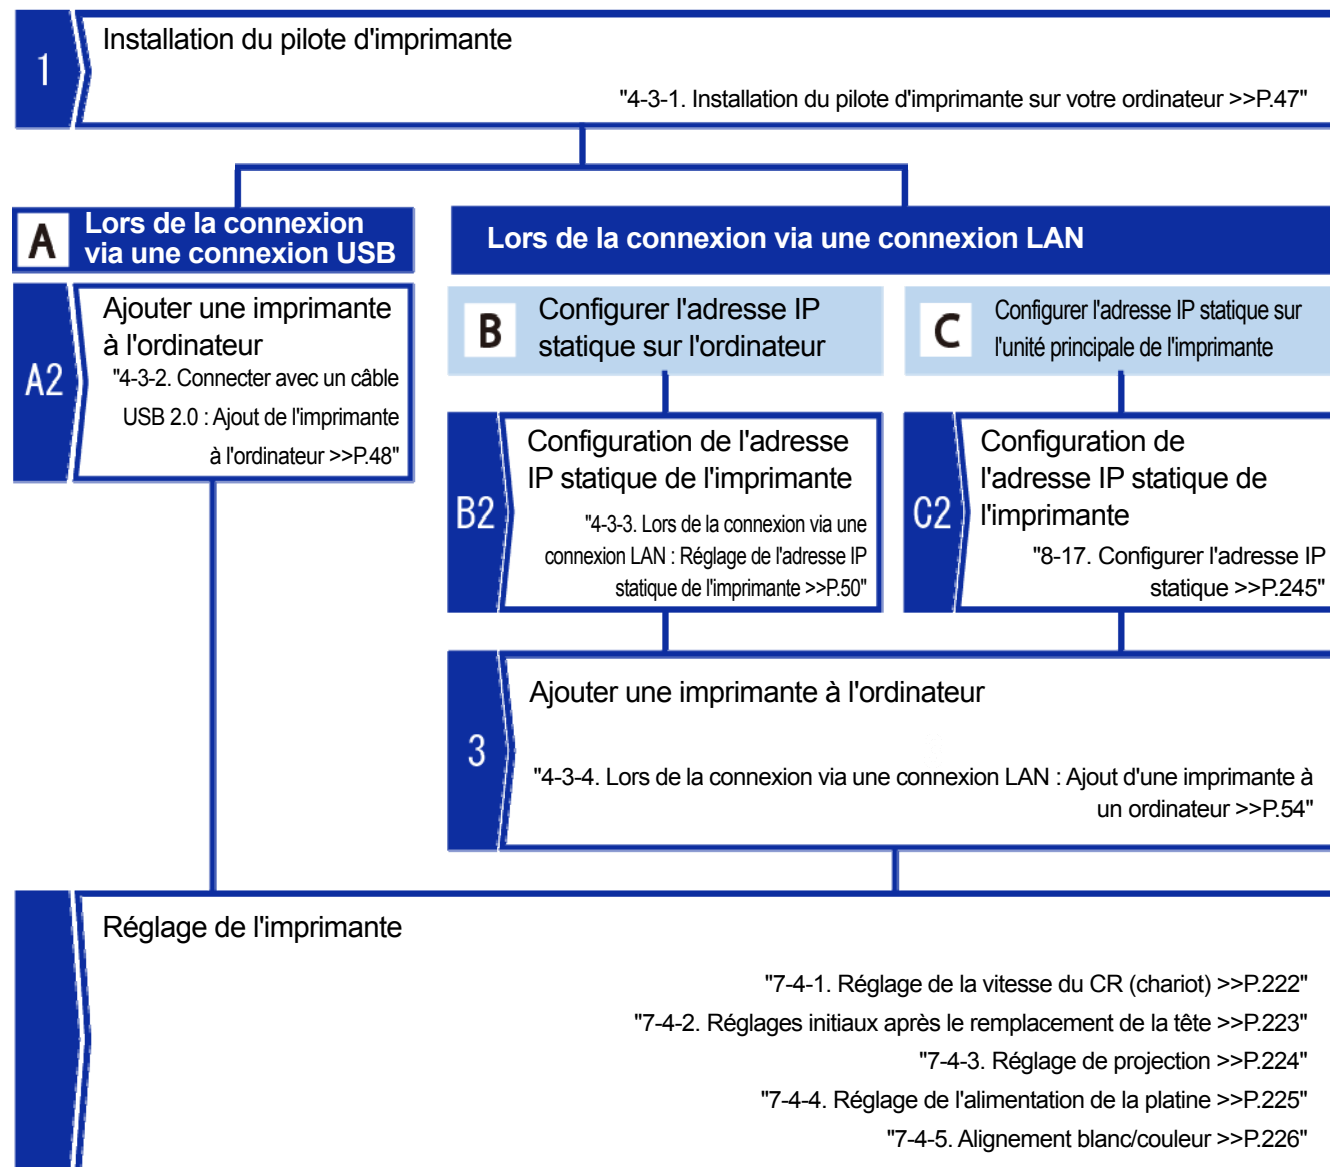 1
Installation du pilote d'imprimante
"4-3-1. Installation du pilote d'imprimante sur votre ordinateur >>P.47"
A
Lors de la connexion
via une connexion USB
A2
Ajouter une imprimante
à l'ordinateur
"4-3-2. Connecter avec un câble
USB 2.0 : Ajout de l'imprimante
à l'ordinateur >>P.48"
Lors de la connexion via une connexion LAN
B
Configurer l'adresse IP
statique sur l'ordinateur
B2
Configuration de l'adresse
IP statique de l'imprimante
"4-3-3. Lors de la connexion via une
connexion LAN : Réglage de l'adresse IP
statique de l'imprimante >>P.50"
C
Configurer l'adresse IP statique sur
l'unité principale de l'imprimante
C2
Configuration de
l'adresse IP statique de
l'imprimante
"8-17. Configurer l'adresse IP
statique >>P.245"
3
Ajouter une imprimante à l'ordinateur
"4-3-4. Lors de la connexion via une connexion LAN : Ajout d'une imprimante à
un ordinateur >>P.54"
Réglage de l'imprimante
"7-4-1. Réglage de la vitesse du CR (chariot) >>P.222"
"7-4-2. Réglages initiaux après le remplacement de la tête >>P.223"
"7-4-3. Réglage de projection >>P.224"
"7-4-4. Réglage de l'alimentation de la platine >>P.225"
"7-4-5. Alignement blanc/couleur >>P.226"